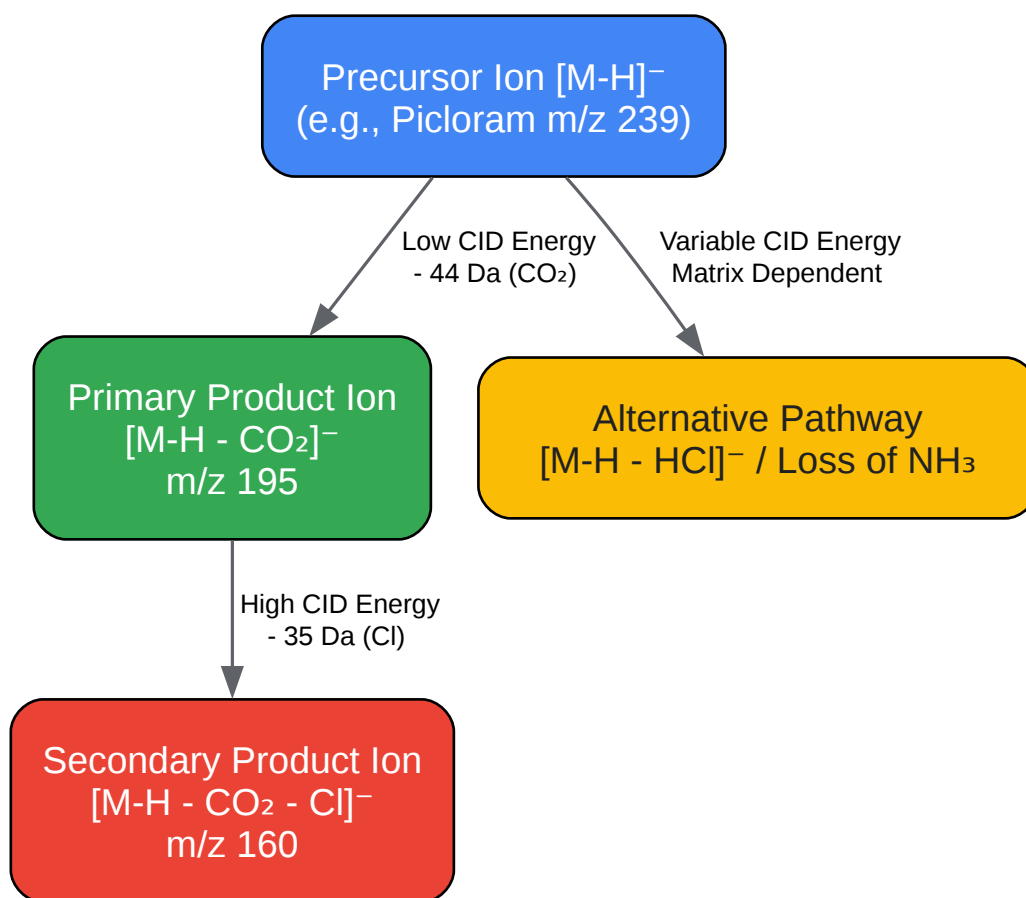 Precursor Ion [M-H]⁻
(e.g., Picloram m/z 239)
Low CID Energy
- 44 Da (CO₂)
Variable CID Energy
Matrix Dependent
Primary Product Ion
[M-H - CO₂]⁻
m/z 195
Alternative Pathway
[M-H - HCl]⁻ / Loss of NH₃
High CID Energy
- 35 Da (Cl)
Secondary Product Ion
[M-H - CO₂ - Cl]⁻
m/z 160